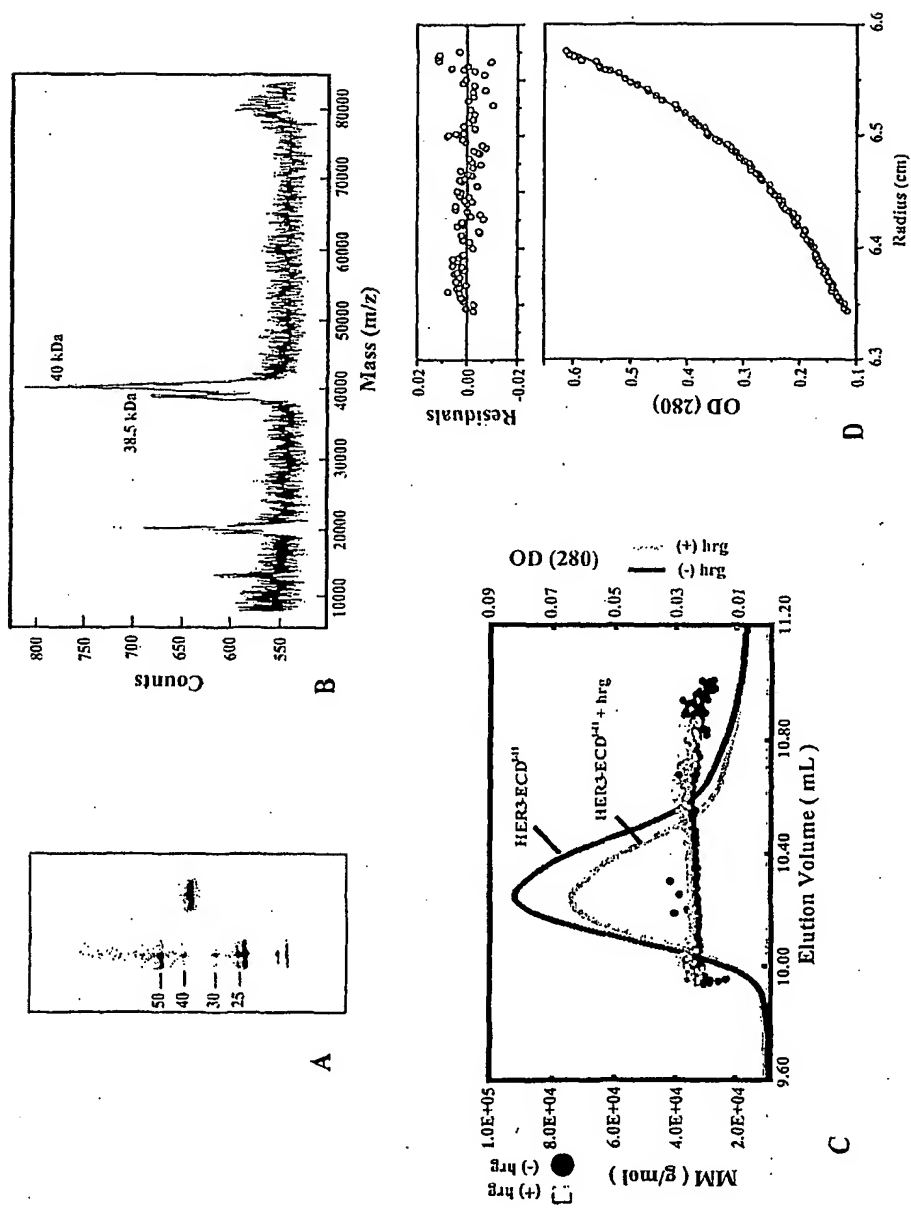 A
50
40
30
25
B
Counts
800
750
700
650
600
550
40 kDa
38.5 kDa
10000 20000 30000 40000 50000 60000 70000 80000
Mass (m/z)
C
(+) hrg
(-) hrg
MM ( g/mol )
1.0E+05
8.0E+04
6.0E+04
4.0E+04
2.0E+04
HER3-ECD
HER3-ECD + hrg
OD (280)
(+) hrg
(-) hrg
0.09
0.07
0.05
0.03
0.01
9.60 10.00 10.40 10.80 11.20
Elution Volume ( mL )
D
Residuals
0.02
0.00
-0.02
OD (280)
0.6
0.5
0.4
0.3
0.2
0.1
6.3 6.4 6.5 6.6
Radius (cm)